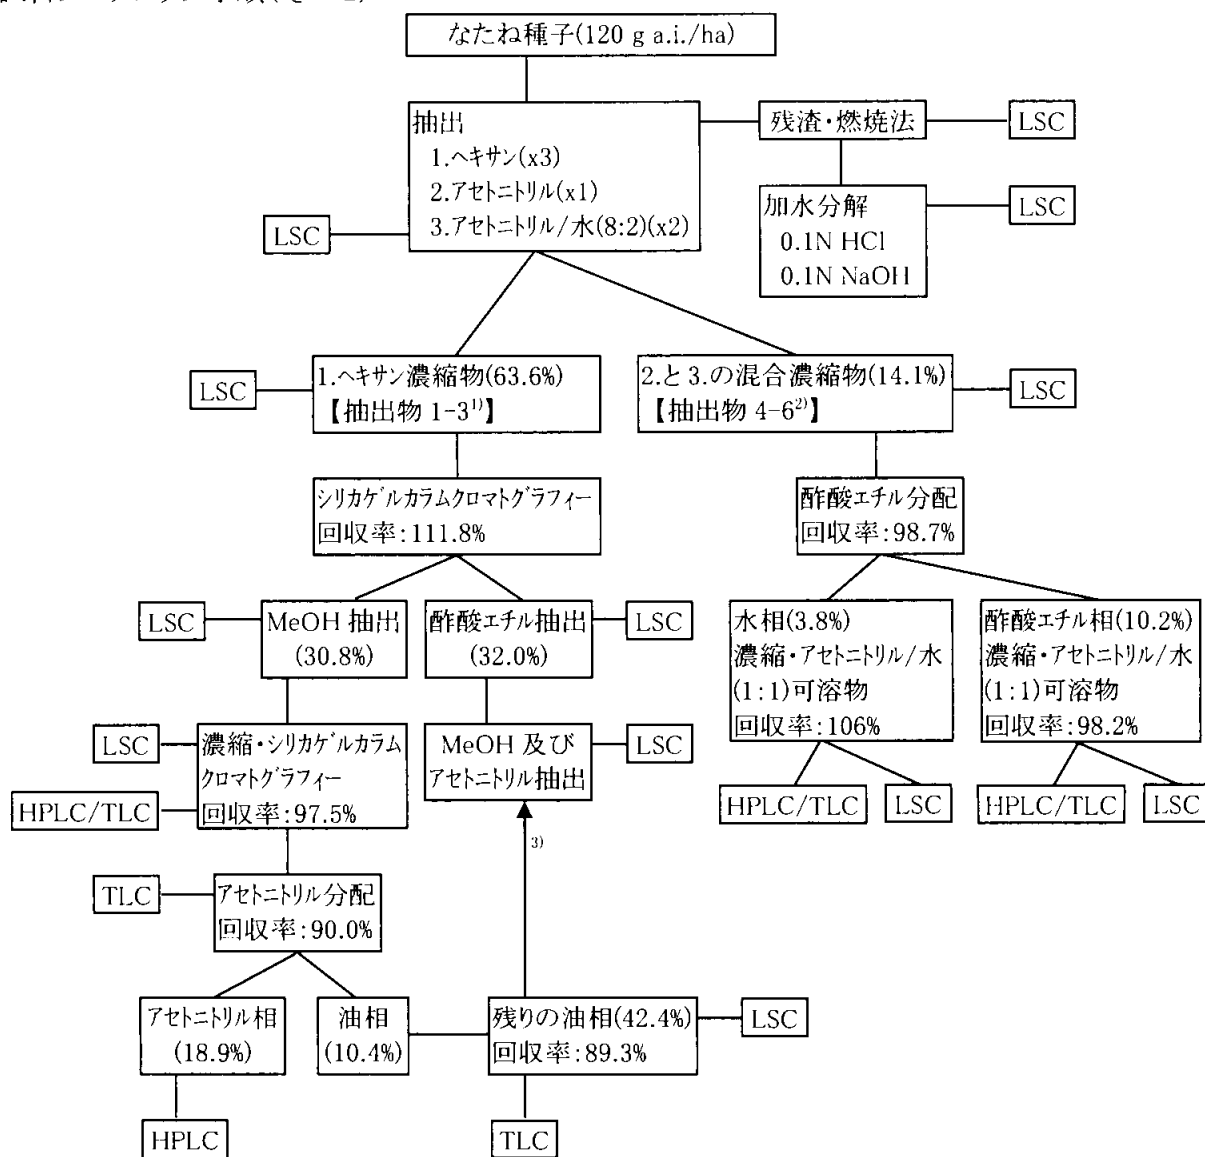 なたね種子(120 g a.i./ha)
抽出
1.ヘキサン(x3)
2.アセトニトリル(x1)
3.アセトニトリル/水(8:2)(x2)
残渣・燃焼法
LSC
加水分解
0.1N HCl
0.1N NaOH
LSC
LSC
LSC
1.ヘキサン濃縮物(63.6%)
【抽出物 1-3¹⁾】
2.と3.の混合濃縮物(14.1%)
【抽出物 4-6²⁾】
LSC
シリカゲルカラムクロマトグラフィー
回収率:111.8%
酢酸エチル分配
回収率:98.7%
LSC
MeOH 抽出
(30.8%)
酢酸エチル抽出
(32.0%)
LSC
水相(3.8%)
濃縮・アセトニトリル/水
(1:1)可溶物
回収率:106%
酢酸エチル相(10.2%)
濃縮・アセトニトリル/水
(1:1)可溶物
回収率:98.2%
LSC
濃縮・シリカゲルカラム
クロマトグラフィー
回収率:97.5%
MeOH 及び
アセトニトリル抽出
LSC
HPLC/TLC
HPLC/TLC
LSC
HPLC/TLC
LSC
3)
TLC
アセトニトリル分配
回収率:90.0%
アセトニトリル相
(18.9%)
油相
(10.4%)
残りの油相(42.4%)
回収率:89.3%
LSC
HPLC
TLC